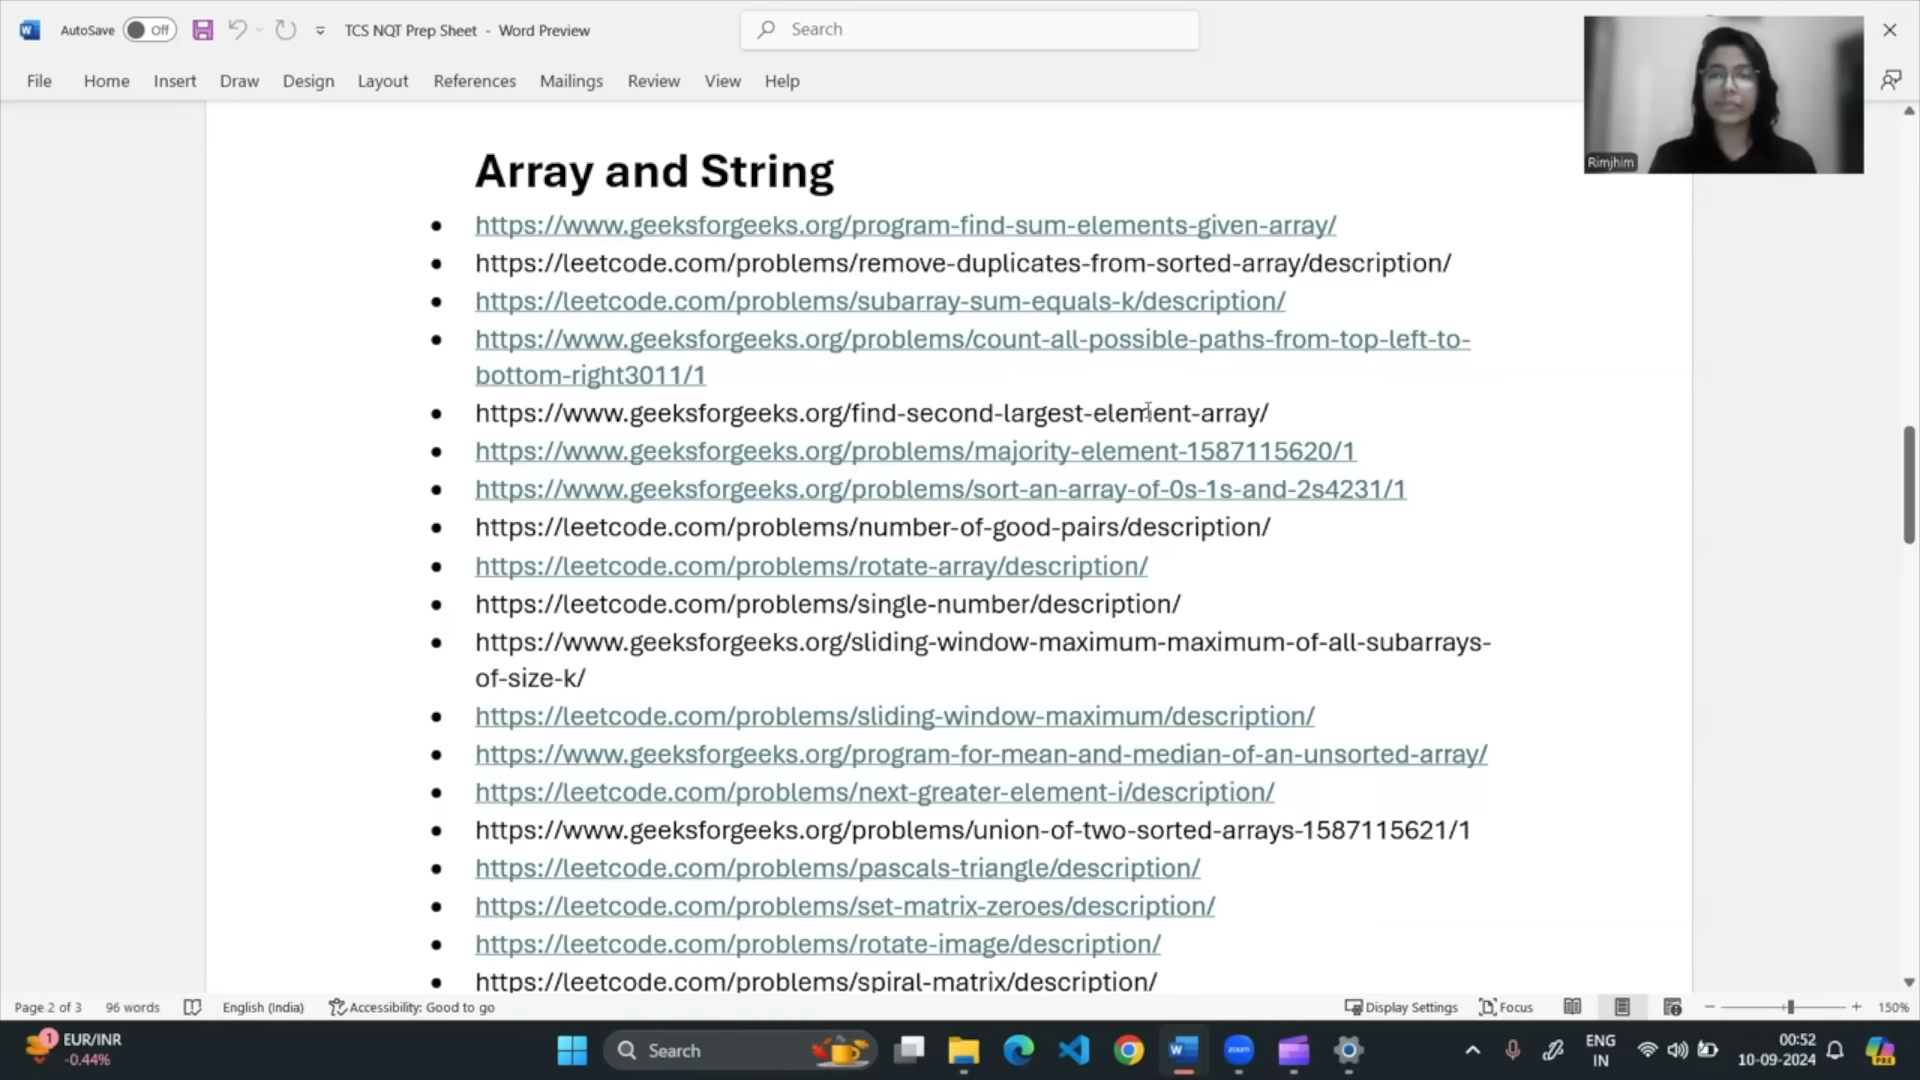 AutoSave Off TCS NQT Prep Sheet - Word Preview Search
File Home Insert Draw Design Layout References Mailings Review View Help
Rimjhim
Array and String
https://www.geeksforgeeks.org/program-find-sum-elements-given-array/
https://leetcode.com/problems/remove-duplicates-from-sorted-array/description/
https://leetcode.com/problems/subarray-sum-equals-k/description/
https://www.geeksforgeeks.org/problems/count-all-possible-paths-from-top-left-to-
bottom-right3011/1
https://www.geeksforgeeks.org/find-second-largest-element-array/
https://www.geeksforgeeks.org/problems/majority-element-1587115620/1
https://www.geeksforgeeks.org/problems/sort-an-array-of-0s-1s-and-2s4231/1
https://leetcode.com/problems/number-of-good-pairs/description/
https://leetcode.com/problems/rotate-array/description/
https://leetcode.com/problems/single-number/description/
https://www.geeksforgeeks.org/sliding-window-maximum-maximum-of-all-subarrays-
of-size-k/
https://leetcode.com/problems/sliding-window-maximum/description/
https://www.geeksforgeeks.org/program-for-mean-and-median-of-an-unsorted-array/
https://leetcode.com/problems/next-greater-element-i/description/
https://www.geeksforgeeks.org/problems/union-of-two-sorted-arrays-1587115621/1
https://leetcode.com/problems/pascals-triangle/description/
https://leetcode.com/problems/set-matrix-zeroes/description/
https://leetcode.com/problems/rotate-image/description/
https://leetcode.com/problems/spiral-matrix/description/
Page 2 of 3 96 words English (India) Accessibility: Good to go Display Settings Focus 150%
1 EUR/INR Search zoom ENG 00:52
-0.44% IN 10-09-2024 PRE